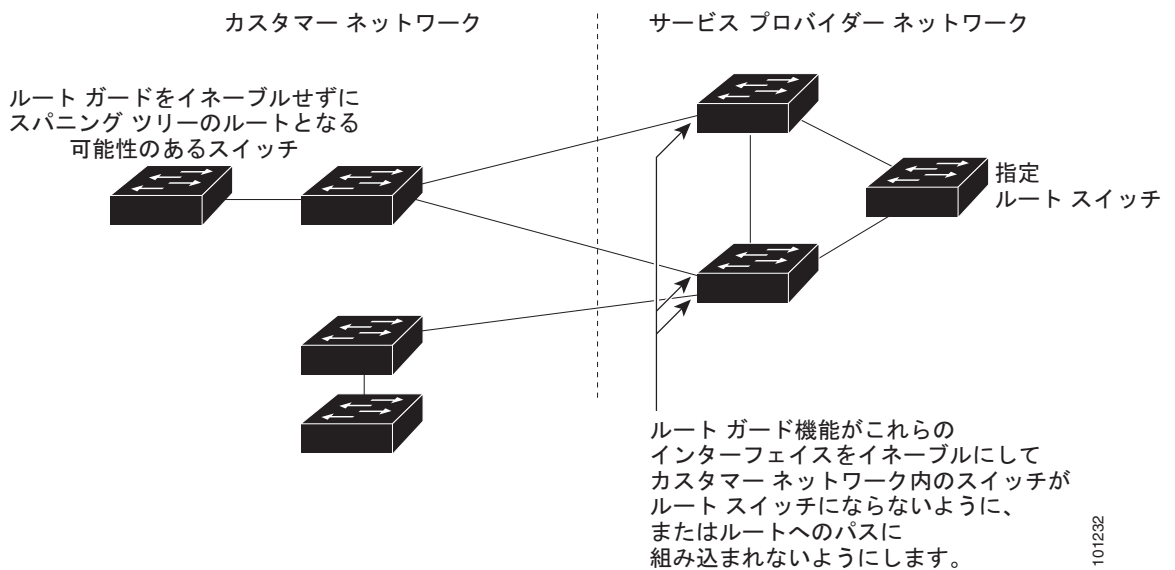 カスタマー ネットワーク
サービス プロバイダー ネットワーク
ルート ガードをイネーブルせずに
スパニング ツリーのルートとなる
可能性のあるスイッチ
指定
ルート スイッチ
ルート ガード機能がこれらの
インターフェイスをイネーブルにして
カスタマー ネットワーク内のスイッチが
ルート スイッチにならないように、
またはルートへのパスに
組み込まれないようにします。
101232